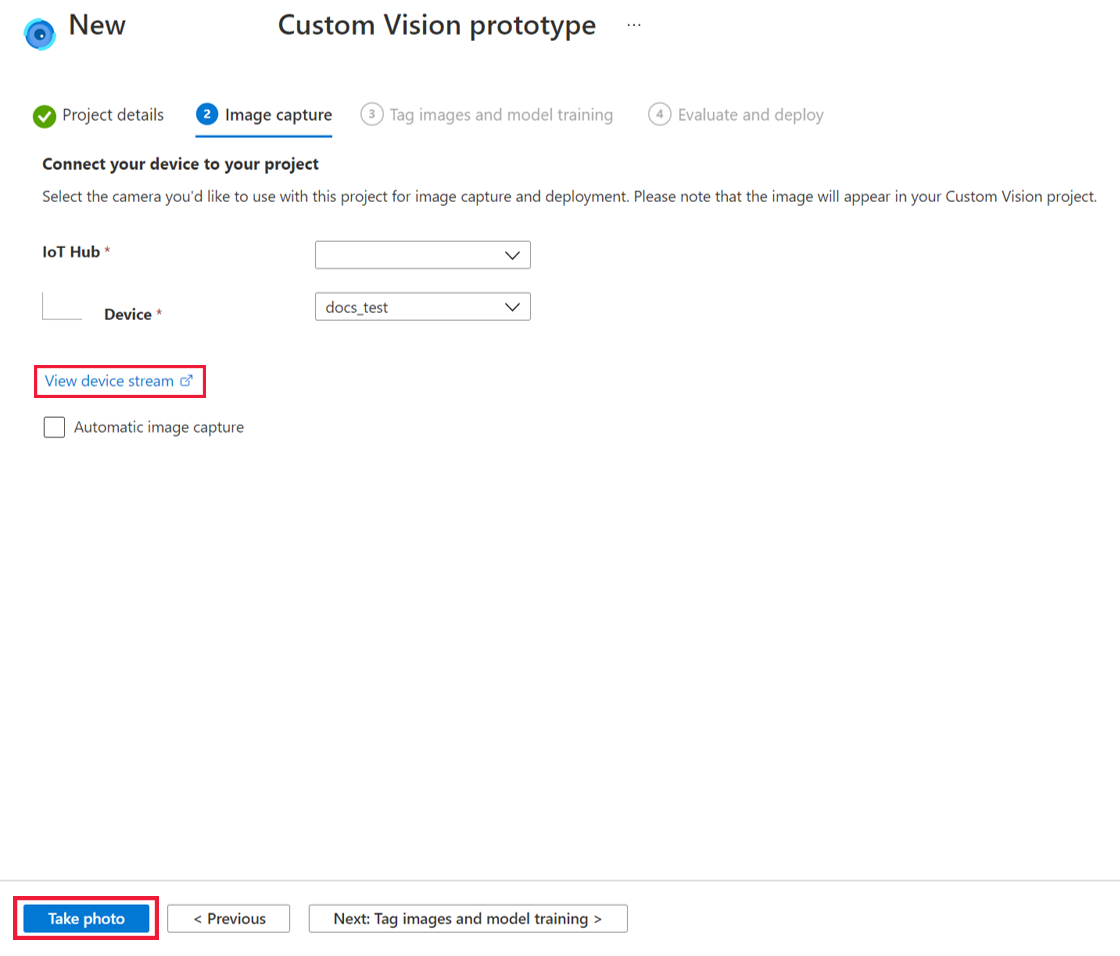 New Custom Vision prototype ...
Project details 2 Image capture 3 Tag images and model training 4 Evaluate and deploy
Connect your device to your project
Select the camera you'd like to use with this project for image capture and deployment. Please note that the image will appear in your Custom Vision project.
IoT Hub *
Device * docs_test
View device stream
Automatic image capture
Take photo < Previous Next: Tag images and model training >